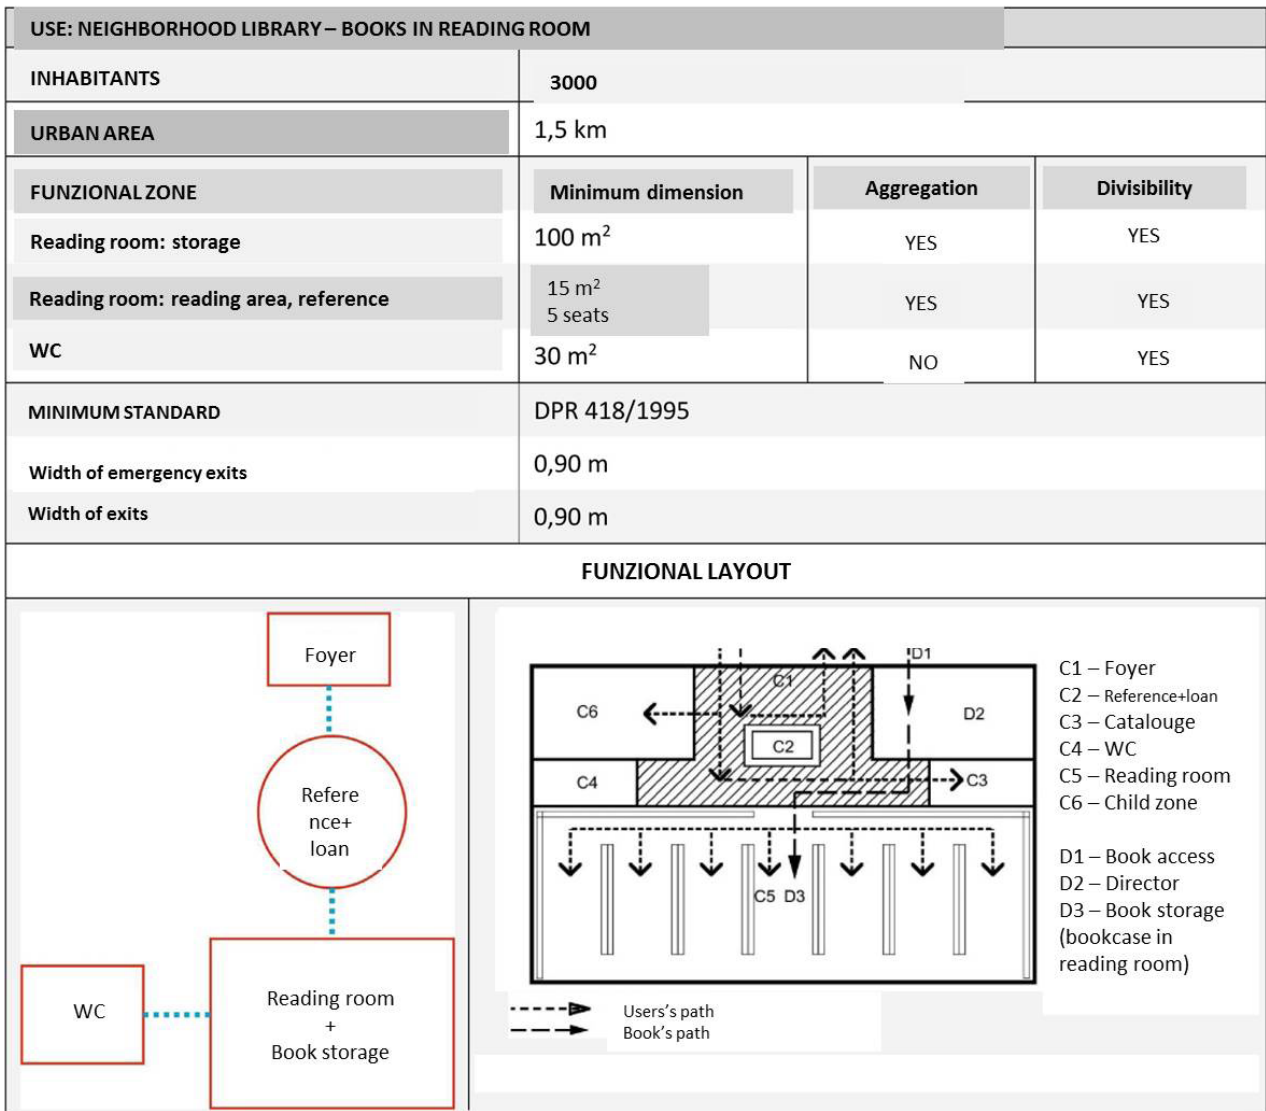 USE: NEIGHBORHOOD LIBRARY – BOOKS IN READING ROOM
INHABITANTS
3000
URBAN AREA
1,5 km
FUNZIONAL ZONE
Minimum dimension
Aggregation
Divisibility
Reading room: storage
100 m²
YES
YES
Reading room: reading area, reference
15 m²
5 seats
YES
YES
WC
30 m²
NO
YES
MINIMUM STANDARD
DPR 418/1995
Width of emergency exits
0,90 m
Width of exits
0,90 m
FUNZIONAL LAYOUT
Foyer
Refere
nce+
loan
Reading room
+
Book storage
WC
D1
C1
C6
D2
C2
C4
C3
C5 D3
Users's path
Book's path
C1 – Foyer
C2 – Reference+loan
C3 – Catalouge
C4 – WC
C5 – Reading room
C6 – Child zone
D1 – Book access
D2 – Director
D3 – Book storage
(bookcase in
reading room)